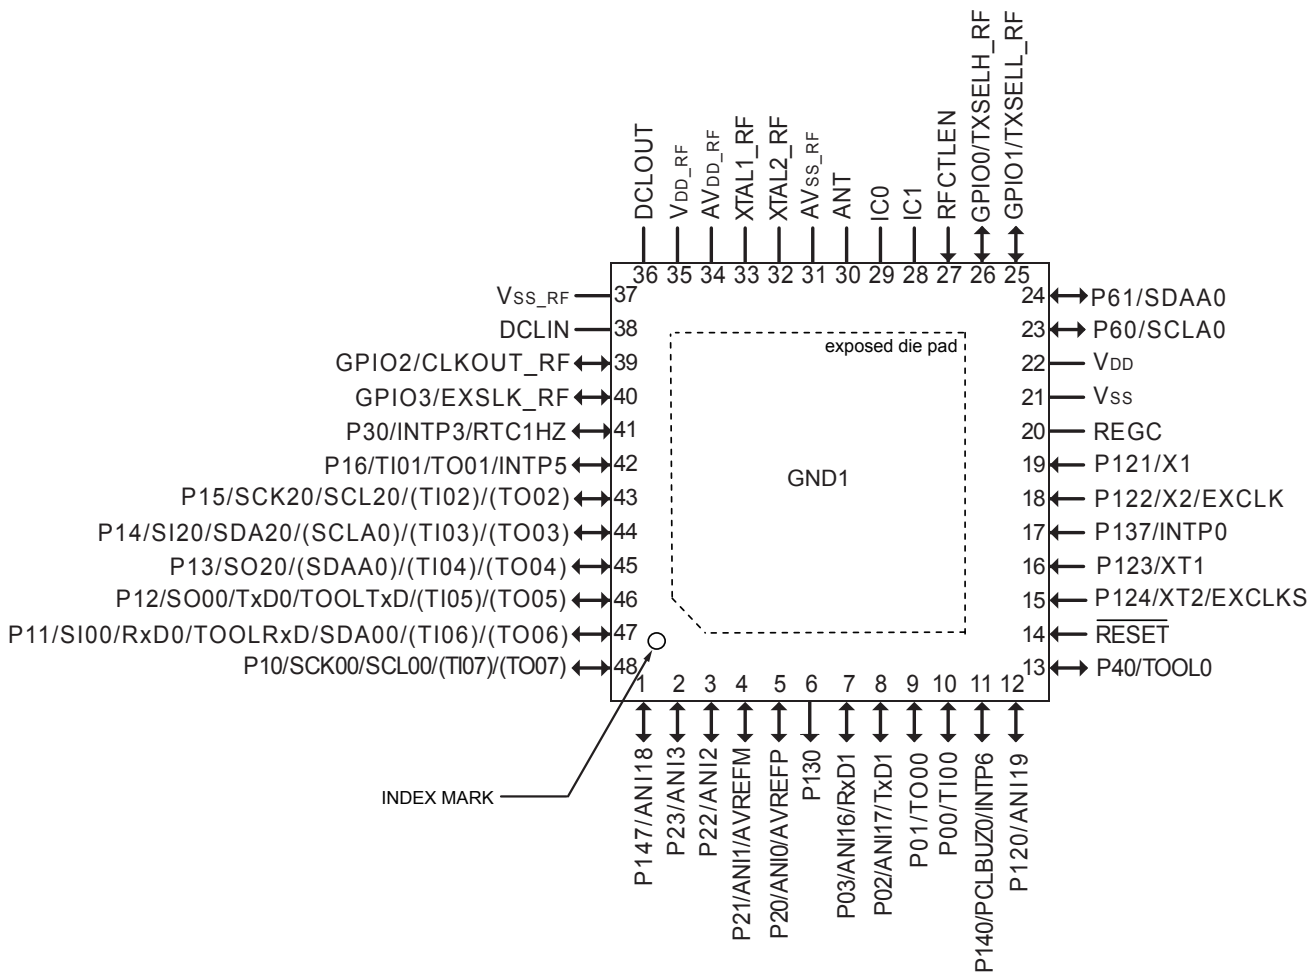 DCLOUT
VDD_RF
AVDD_RF
XTAL1_RF
XTAL2_RF
AVSS_RF
ANT
IC0
IC1
RFCTLEN
GPIO0/TXSELH_RF
GPIO1/TXSELL_RF
36 35 34 33 32 31 30 29 28 27 26 25
VSS_RF 37
DCLIN 38
GPIO2/CLKOUT_RF 39
GPIO3/EXSLK_RF 40
P30/INTP3/RTC1HZ 41
P16/TI01/TO01/INTP5 42
P15/SCK20/SCL20/(TI02)/(TO02) 43
P14/SI20/SDA20/(SCLA0)/(TI03)/(TO03) 44
P13/SO20/(SDAA0)/(TI04)/(TO04) 45
P12/SO00/TxD0/TOOLTxD/(TI05)/(TO05) 46
P11/SI00/RxD0/TOOLRxD/SDA00/(TI06)/(TO06) 47
P10/SCK00/SCL00/(TI07)/(TO07) 48
exposed die pad
GND1
24 P61/SDAA0
23 P60/SCLA0
22 VDD
21 VSS
20 REGC
19 P121/X1
18 P122/X2/EXCLK
17 P137/INTP0
16 P123/XT1
15 P124/XT2/EXCLKS
14 RESET
13 P40/TOOL0
1 2 3 4 5 6 7 8 9 10 11 12
P147/ANI18
P23/ANI3
P22/ANI2
P21/ANI1/AVREFM
P20/ANI0/AVREFP
P130
P03/ANI16/RxD1
P02/ANI17/TxD1
P01/TO00
P00/TI00
P140/PCLBUZ0/INTP6
P120/ANI19
INDEX MARK